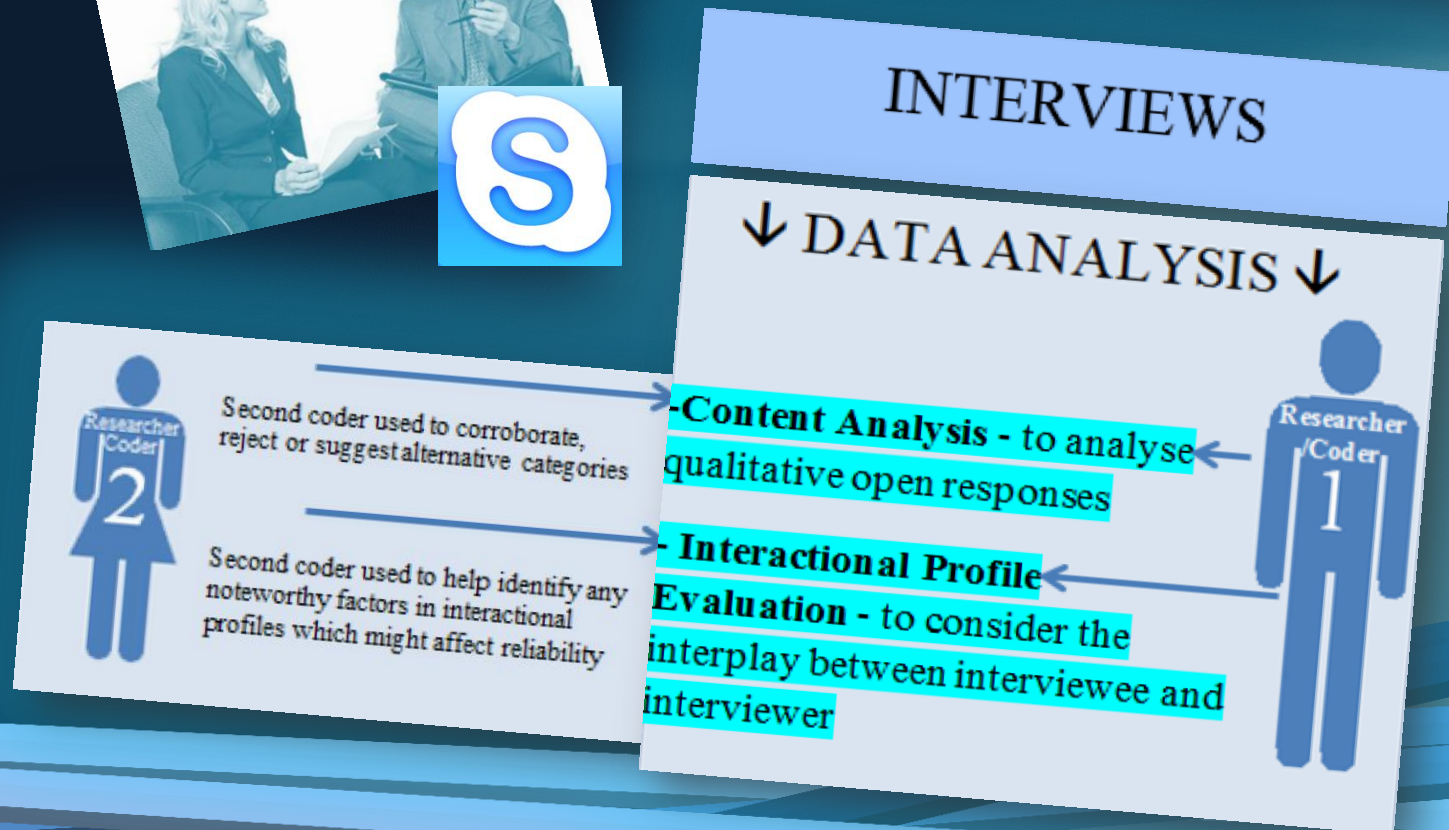 S
INTERVIEWS
↓ DATA ANALYSIS ↓
Researcher
Coder
2
Second coder used to corroborate,
reject or suggest alternative categories
Second coder used to help identify any
noteworthy factors in interactional
profiles which might affect reliability
-Content Analysis - to analyse
qualitative open responses
- Interactional Profile
Evaluation - to consider the
interplay between interviewee and
interviewer
Researcher
/Coder
1